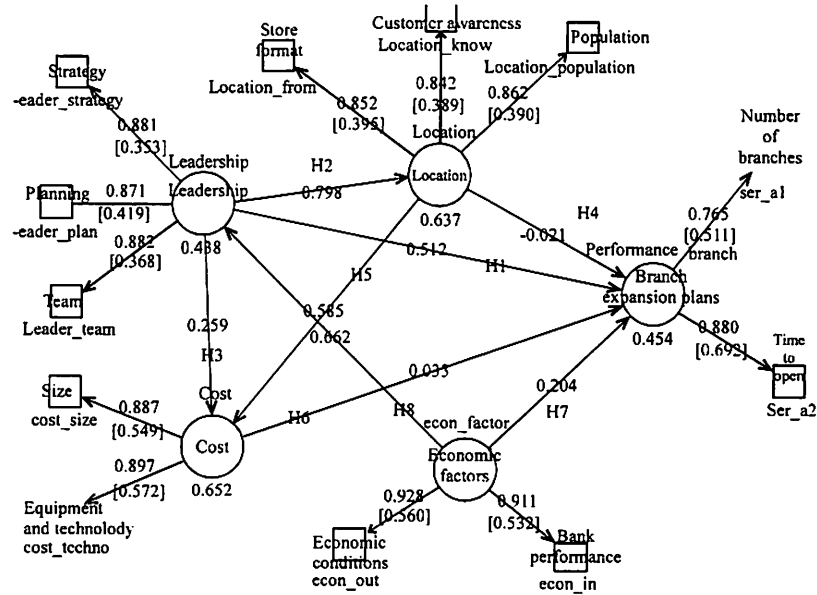 Store
format
Location_from
Customer awareness
Location_know
Population
Location_population
Strategy
-eader_strategy
0.881
[0.353]
0.852
[0.395]
0.842
[0.389]
0.862
[0.390]
Location
Location
0.637
Number
of
branches
ser_a1
0.765
[0.511]
branch
Leadership
Leadership
0.438
Planning
-eader_plan
0.871
[0.419]
0.882
[0.368]
Team
Leader_team
H2
0.798
H4
-0.021
0.512
H1
Performance
Branch
expansion plans
0.454
0.880
[0.692]
Time
to
open
Ser_a2
H5
0.585
0.662
0.259
H3
0.033
0.204
H7
H6
H8
Size
cost_size
0.887
[0.549]
Cost
Cost
0.652
0.897
[0.572]
Equipment
and technolody
cost_tcchno
econ_factor
Economic
factors
0.928
[0.560]
0.911
[0.532]
Economic
conditions
econ_out
Bank
performance
econ_in